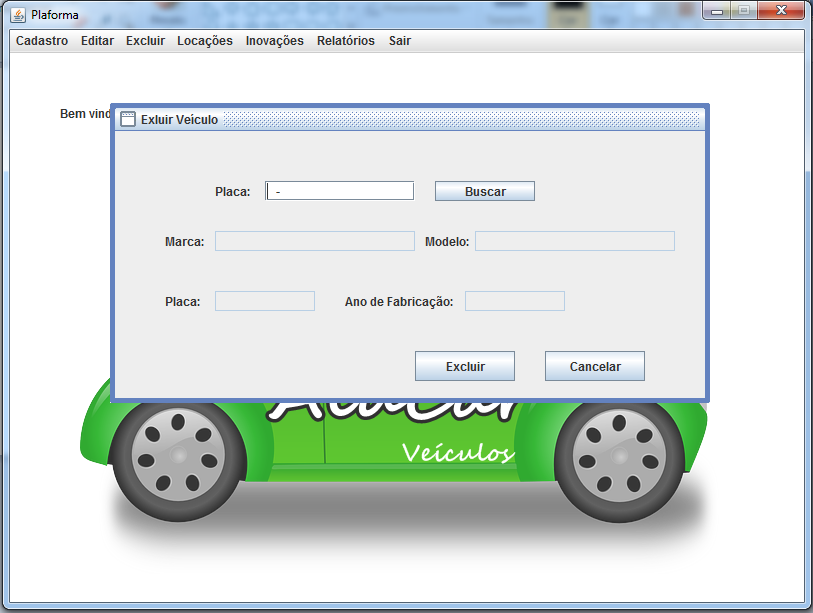 Plaforma
Cadastro Editar Excluir Locações Inovações Relatórios Sair
Bem vind
Exluir Veículo
Placa: - Buscar
Marca: Modelo:
Placa: Ano de Fabricação:
Excluir Cancelar
Veículos